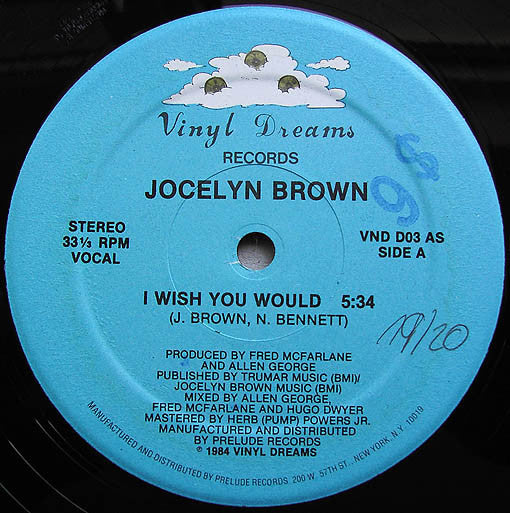 Vinyl Dreams
RECORDS
JOCELYN BROWN
STEREO
33⅓ RPM
VOCAL
VND D03 AS
SIDE A
I WISH YOU WOULD 5:34
(J. BROWN, N. BENNETT)
19/20
PRODUCED BY FRED MCFARLANE
AND ALLEN GEORGE
PUBLISHED BY TRUMAR MUSIC (BMI)/
JOCELYN BROWN MUSIC (BMI)
MIXED BY ALLEN GEORGE,
FRED MCFARLANE AND HUGO DWYER
MASTERED BY HERB (PUMP) POWERS JR.
MANUFACTURED AND DISTRIBUTED
BY PRELUDE RECORDS
℗ 1984 VINYL DREAMS
MANUFACTURED AND DISTRIBUTED BY PRELUDE RECORDS. 200 W. 57TH ST., NEW YORK, N.Y. 10019